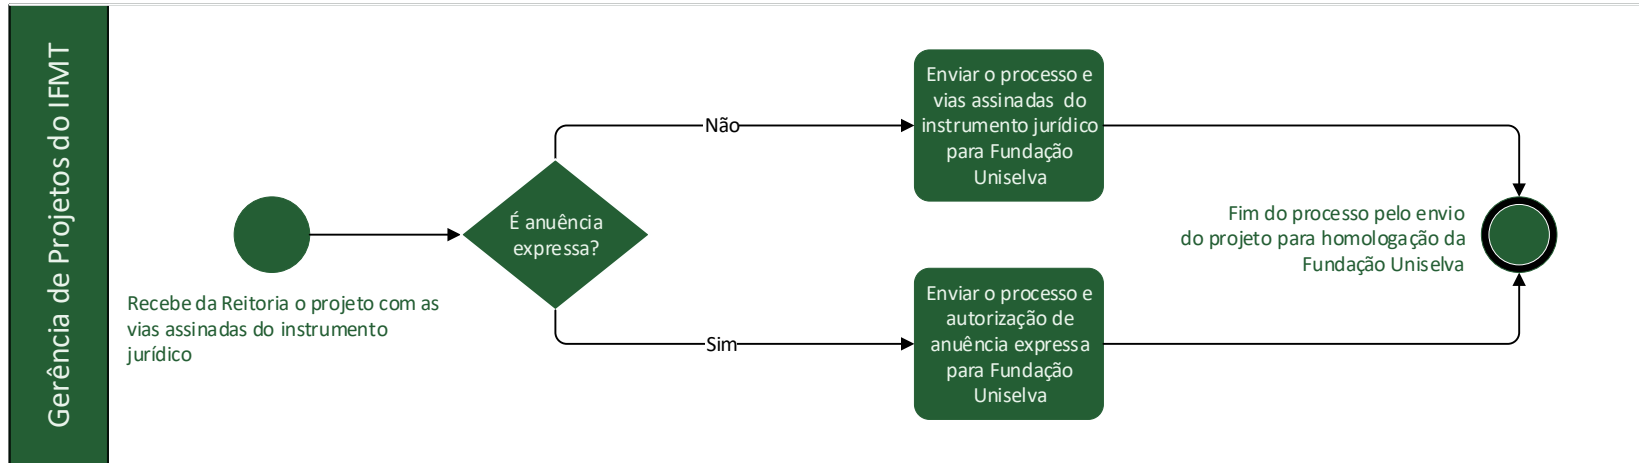 Gerência de Projetos do IFMT
Recebe da Reitoria o projeto com as
vias assinadas do instrumento
jurídico
É anuência
expressa?
Não
Enviar o processo e
vias assinadas do
instrumento jurídico
para Fundação
Uniselva
Sim
Enviar o processo e
autorização de
anuência expressa
para Fundação
Uniselva
Fim do processo pelo envio
do projeto para homologação da
Fundação Uniselva